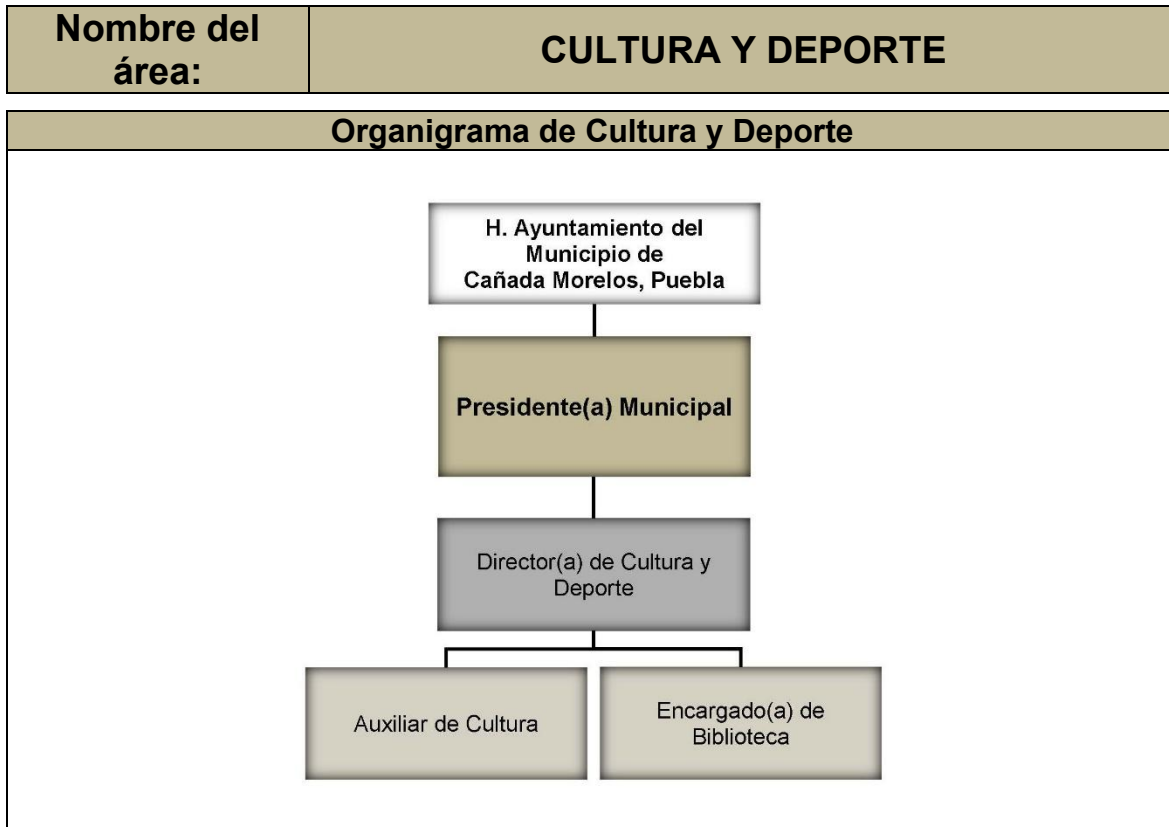 Nombre del
área:
CULTURA Y DEPORTE
Organigrama de Cultura y Deporte
H. Ayuntamiento del
Municipio de
Cañada Morelos, Puebla
Presidente(a) Municipal
Director(a) de Cultura y
Deporte
Auxiliar de Cultura
Encargado(a) de
Biblioteca